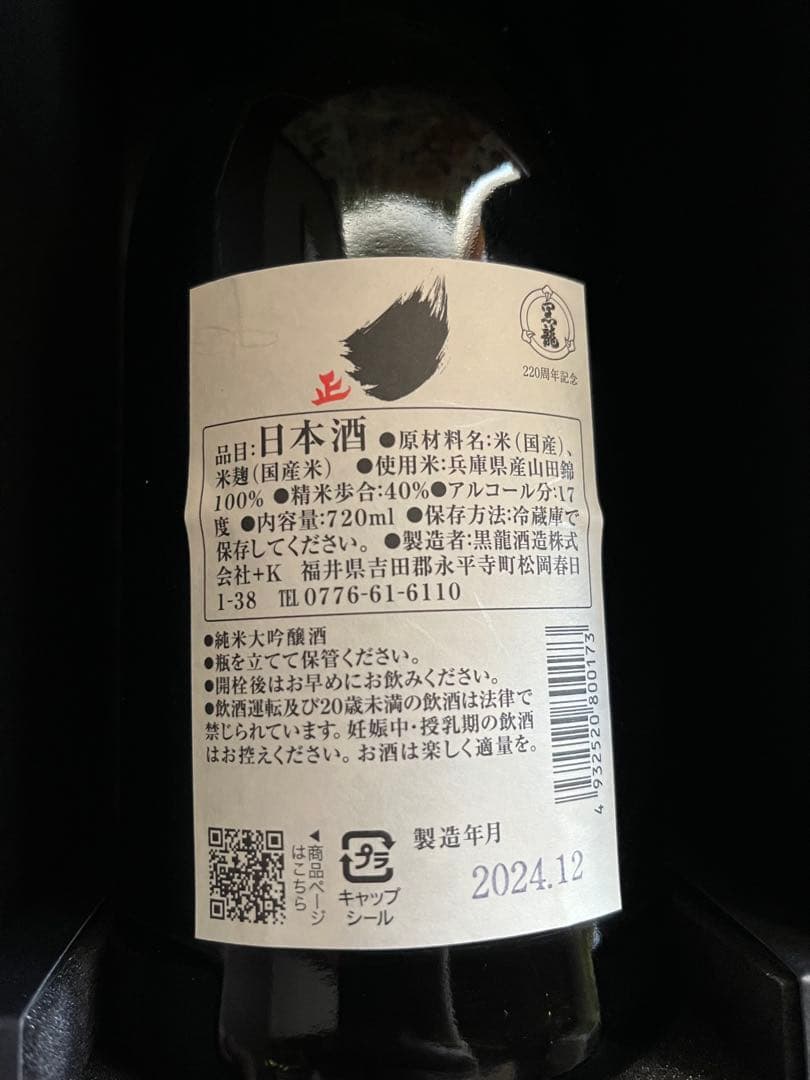 黒龍
220周年記念
正
品目:日本酒 ●原材料名:米(国産)、
米麹(国産米) ●使用米:兵庫県産山田錦
100% ●精米歩合:40%●アルコール分:17
度 ●内容量:720ml ●保存方法:冷蔵庫で
保存してください。 ●製造者:黒龍酒造株式
会社+K 福井県吉田郡永平寺町松岡春日
1-38 ℡0776-61-6110
●純米大吟醸酒
●瓶を立てて保管ください。
●開栓後はお早めにお飲みください。
●飲酒運転及び20歳未満の飲酒は法律で
禁じられています。妊娠中・授乳期の飲酒
はお控えください。お酒は楽しく適量を。
4932520800173
◀商品ページ
はこちら
プラ
キャップ
シール
製造年月
2024.12